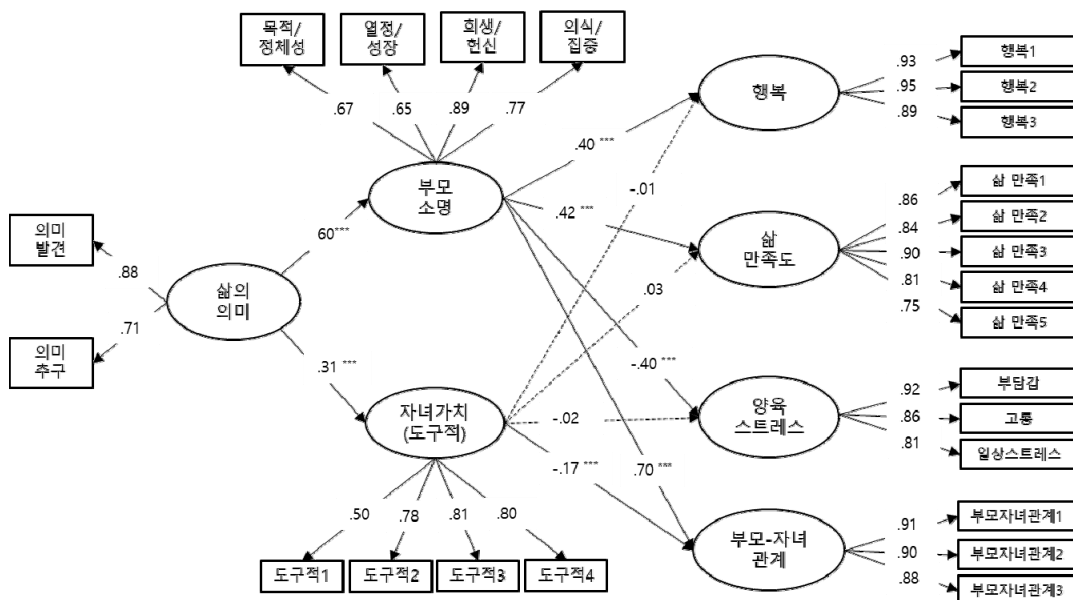 목적/
정체성
열정/
성장
희생/
헌신
의식/
집중
.67
.65
.89
.77
행복
.93
.95
.89
행복1
행복2
행복3
.40 ***
-.01
부모
소명
.42 ***
삶
만족도
.86
.84
.90
.81
.75
삶 만족1
삶 만족2
삶 만족3
삶 만족4
삶 만족5
의미
발견
.88
60***
삶의
의미
.03
.71
의미
추구
.31 ***
-.40 ***
자녀가치
(도구적)
-.02
양육
스트레스
.92
.86
.81
부담감
고통
일상스트레스
-.17 ***
.70 ***
.50
.78
.81
.80
도구적1
도구적2
도구적3
도구적4
부모-자녀
관계
.91
.90
.88
부모자녀관계1
부모자녀관계2
부모자녀관계3